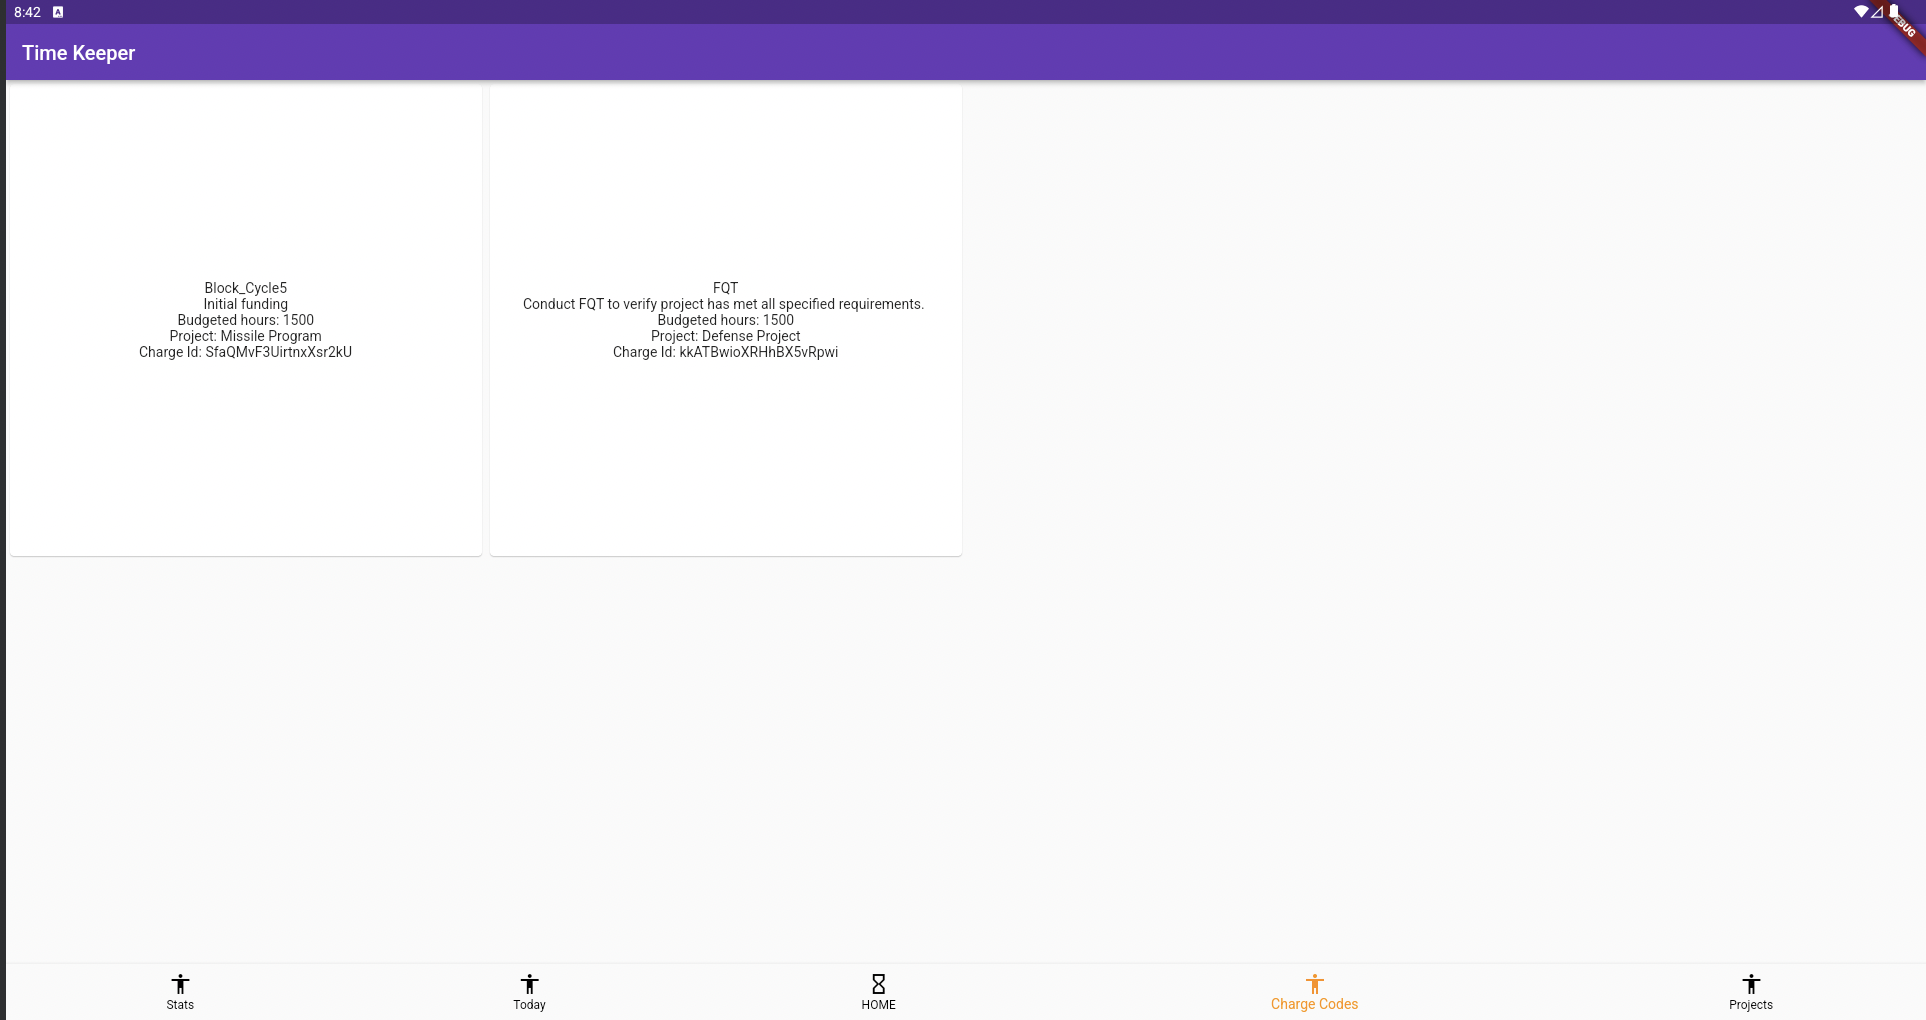 8:42
Time Keeper
Block_Cycle5
Initial funding
Budgeted hours: 1500
Project: Missile Program
Charge Id: SfaQMvF3UirtnxXsr2kU
FQT
Conduct FQT to verify project has met all specified requirements.
Budgeted hours: 1500
Project: Defense Project
Charge Id: kkATBwioXRHhBX5vRpwi
Stats
Today
HOME
Charge Codes
Projects